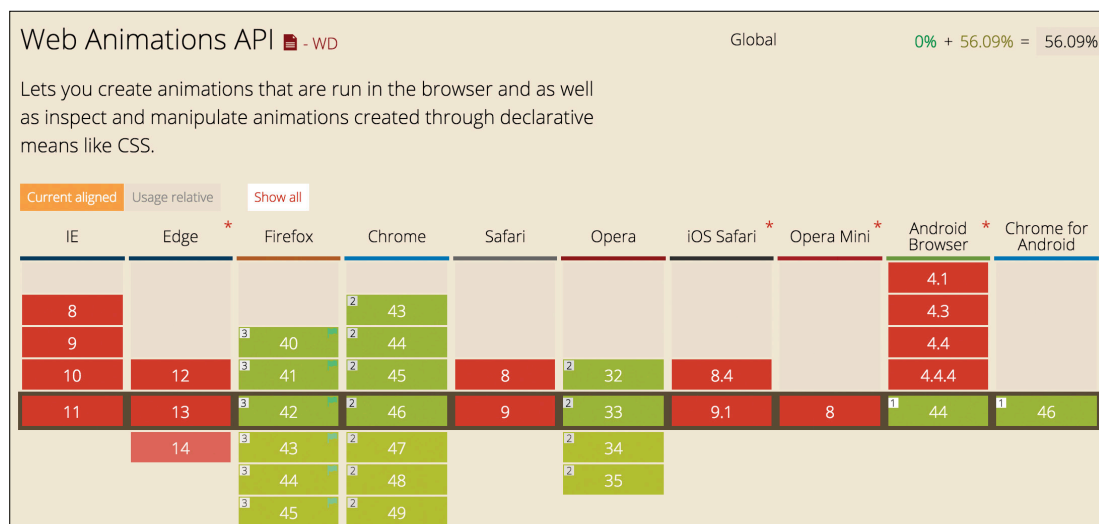 Web Animations API - WD
Global
0% + 56.09% = 56.09%
Lets you create animations that are run in the browser and as well
as inspect and manipulate animations created through declarative
means like CSS.
Current aligned Usage relative Show all
IE Edge * Firefox Chrome Safari Opera iOS Safari * Opera Mini * Android Browser * Chrome for Android
4.1
8 2 43 4.3
9 3 40 2 44 4.4
10 12 3 41 2 45 8 2 32 8.4 4.4.4
11 13 3 42 2 46 9 2 33 9.1 8 1 44 1 46
14 3 43 2 47 2 34
3 44 2 48 2 35
3 45 2 49